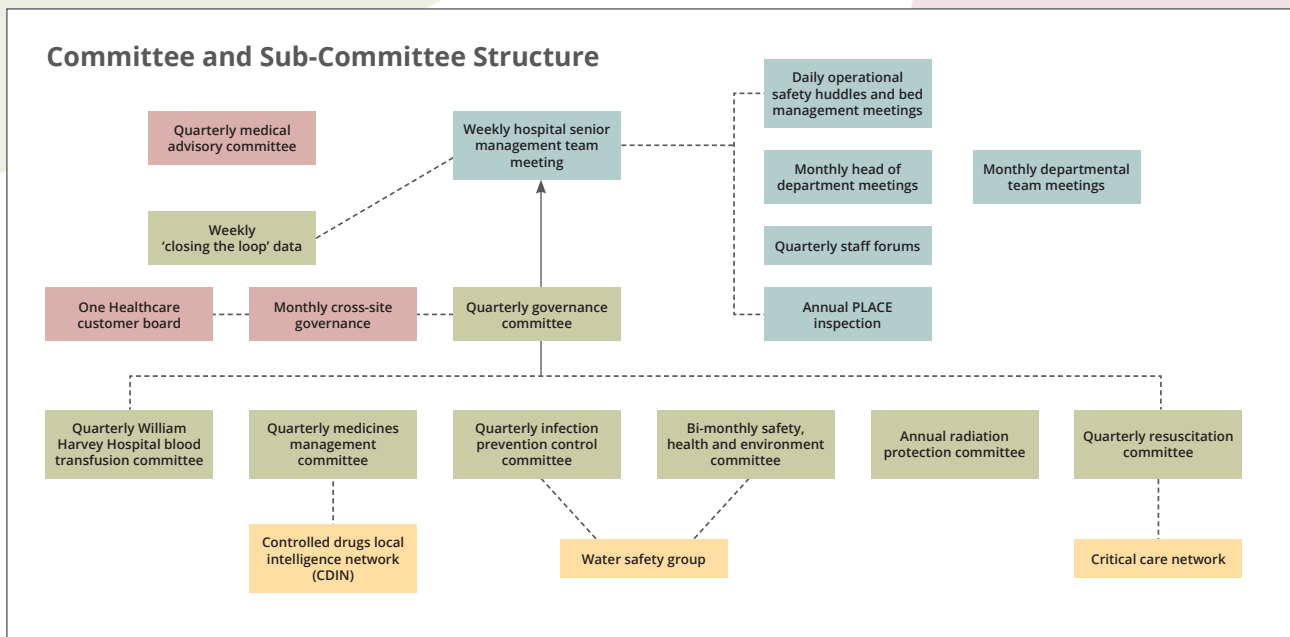 Committee and Sub-Committee Structure
Quarterly medical
advisory committee
Weekly hospital senior
management team
meeting
Daily operational
safety huddles and bed
management meetings
Monthly head of
department meetings
Monthly departmental
team meetings
Weekly
‘closing the loop’ data
Quarterly staff forums
One Healthcare
customer board
Monthly cross-site
governance
Quarterly governance
committee
Annual PLACE
inspection
Quarterly William
Harvey Hospital blood
transfusion committee
Quarterly medicines
management
committee
Quarterly infection
prevention control
committee
Bi-monthly safety,
health and environment
committee
Annual radiation
protection committee
Quarterly resuscitation
committee
Controlled drugs local
intelligence network
(CDIN)
Water safety group
Critical care network